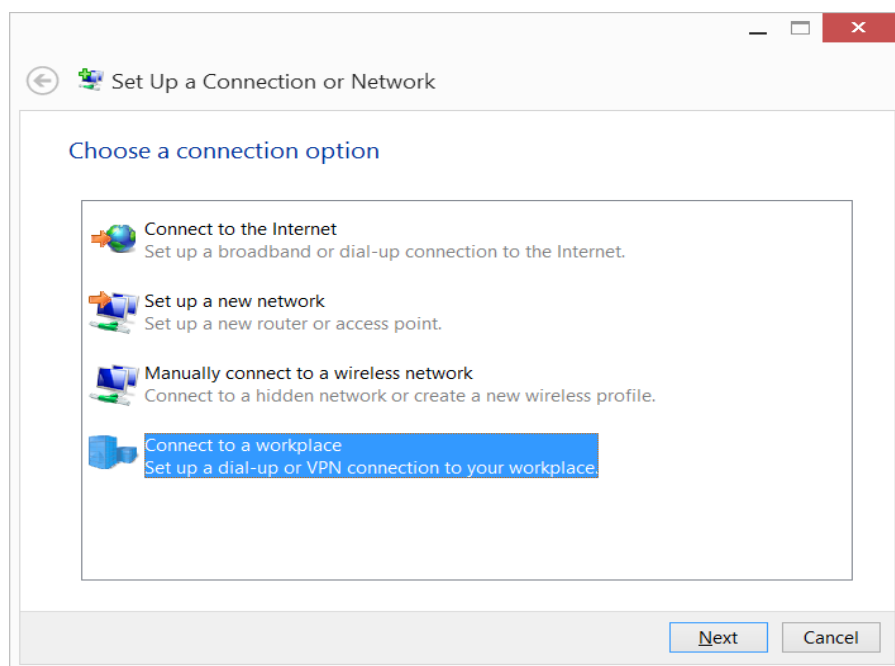 Set Up a Connection or Network
Choose a connection option
Connect to the Internet
Set up a broadband or dial-up connection to the Internet.
Set up a new network
Set up a new router or access point.
Manually connect to a wireless network
Connect to a hidden network or create a new wireless profile.
Connect to a workplace
Set up a dial-up or VPN connection to your workplace.
Next
Cancel